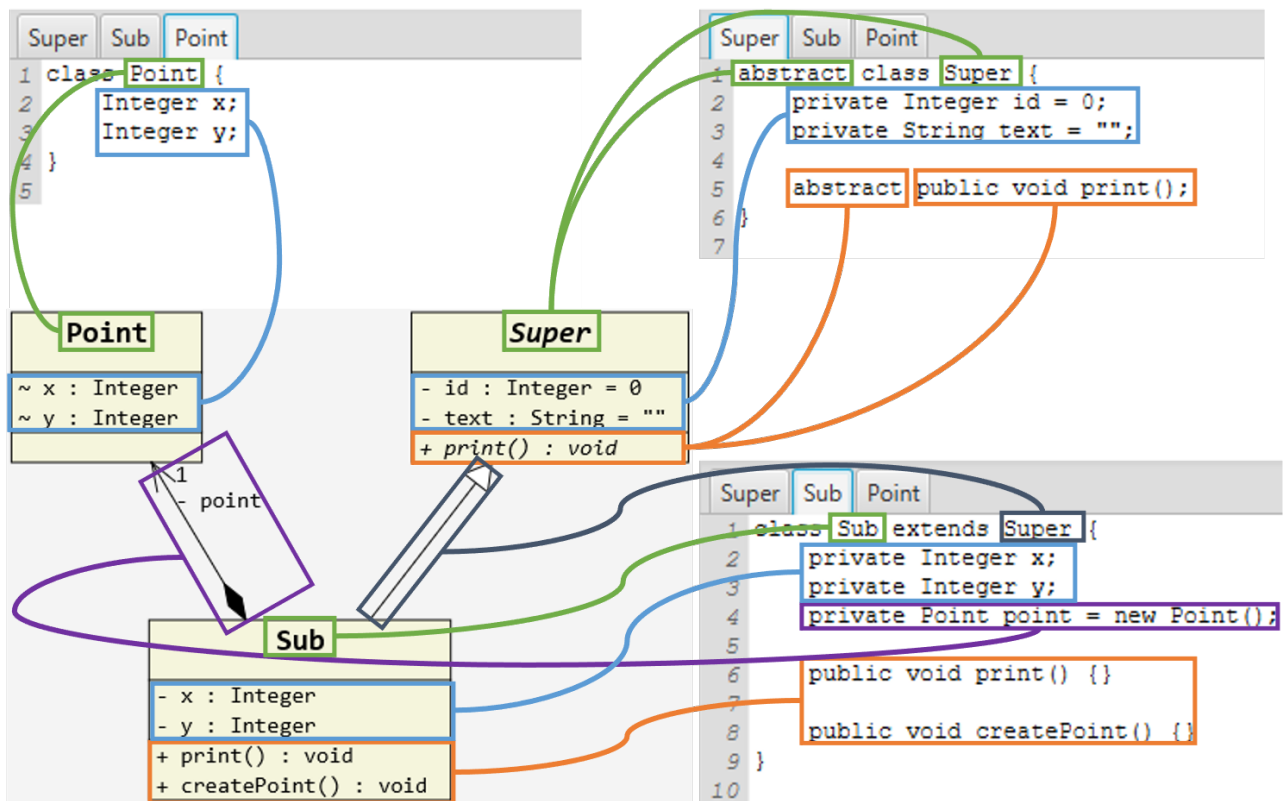 Super Sub Point
1 class Point {
2 Integer x;
3 Integer y;
4 }
5
Super Sub Point
1 abstract class Super {
2 private Integer id = 0;
3 private String text = "";
4
5 abstract public void print();
6 }
7
Point
~ x : Integer
~ y : Integer
Super
- id : Integer = 0
- text : String = ""
+ print() : void
1
- point
Sub
- x : Integer
- y : Integer
+ print() : void
+ createPoint() : void
Super Sub Point
1 class Sub extends Super {
2 private Integer x;
3 private Integer y;
4 private Point point = new Point();
5
6 public void print() {}
7
8 public void createPoint() {}
9 }
10